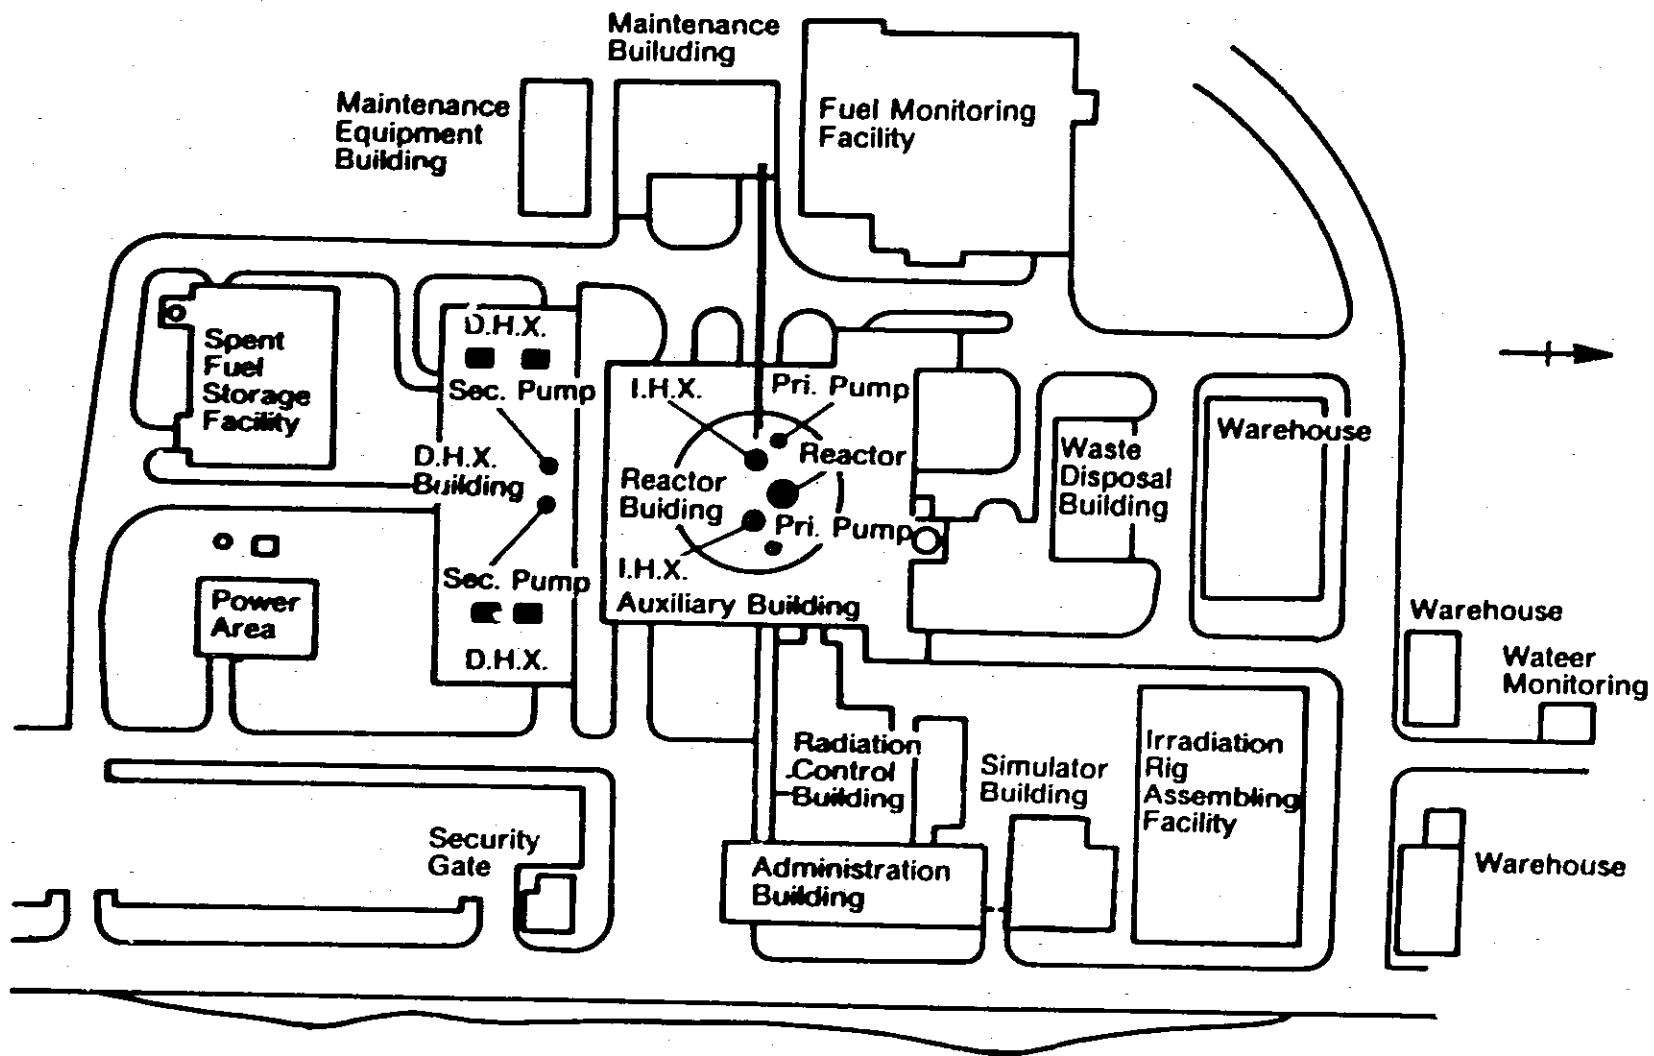 Maintenance
Builuding
Maintenance
Equipment
Building
Fuel Monitoring
Facility
Spent
Fuel
Storage
Facility
D.H.X.
Sec. Pump
D.H.X.
Building
Sec. Pump
D.H.X.
I.H.X.
Pri. Pump
Reactor
Reactor
Buiding
Pri. Pump
I.H.X.
Auxiliary Building
Waste
Disposal
Building
Warehouse
Power
Area
Warehouse
Wateer
Monitoring
Radiation
Control
Building
Simulator
Building
Irradiation
Rig
Assembling
Facility
Security
Gate
Administration
Building
Warehouse